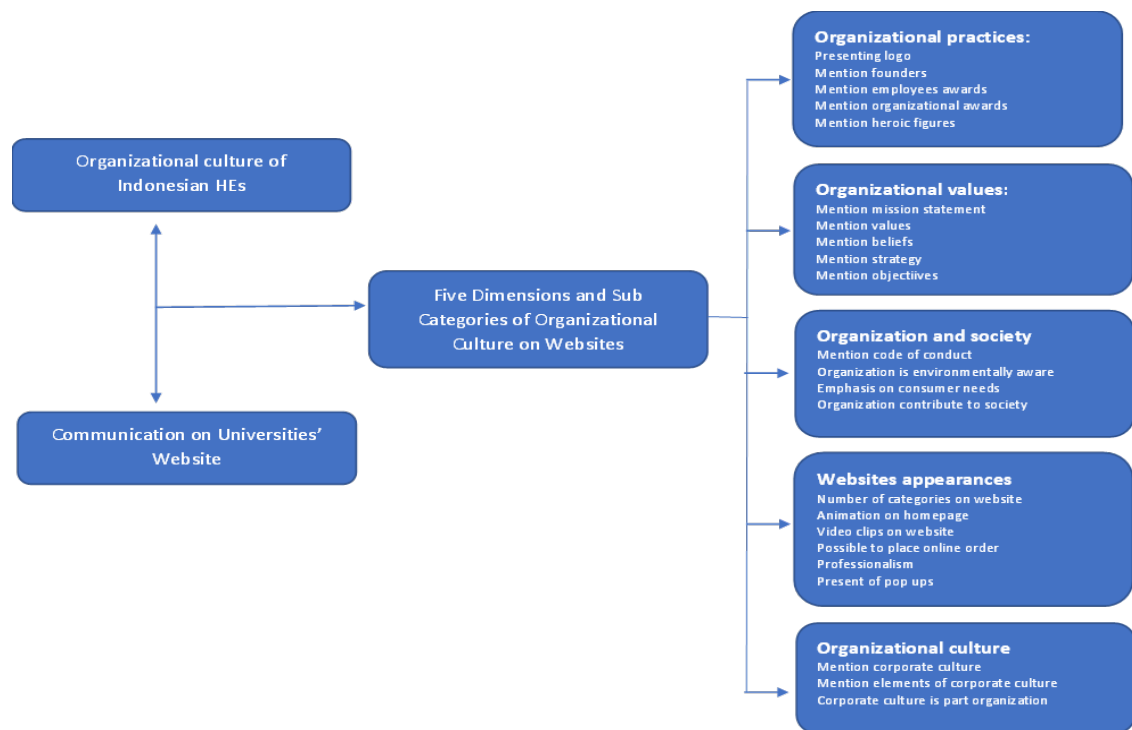 Organizational culture of
Indonesian HEs
Communication on Universities’
Website
Five Dimensions and Sub
Categories of Organizational
Culture on Websites
Organizational practices:
Presenting logo
Mention founders
Mention employees awards
Mention organizational awards
Mention heroic figures
Organizational values:
Mention mission statement
Mention values
Mention beliefs
Mention strategy
Mention objectiives
Organization and society
Mention code of conduct
Organization is environmentally aware
Emphasis on consumer needs
Organization contribute to society
Websites appearances
Number of categories on website
Animation on homepage
Video clips on website
Possible to place online order
Professionalism
Present of pop ups
Organizational culture
Mention corporate culture
Mention elements of corporate culture
Corporate culture is part organization